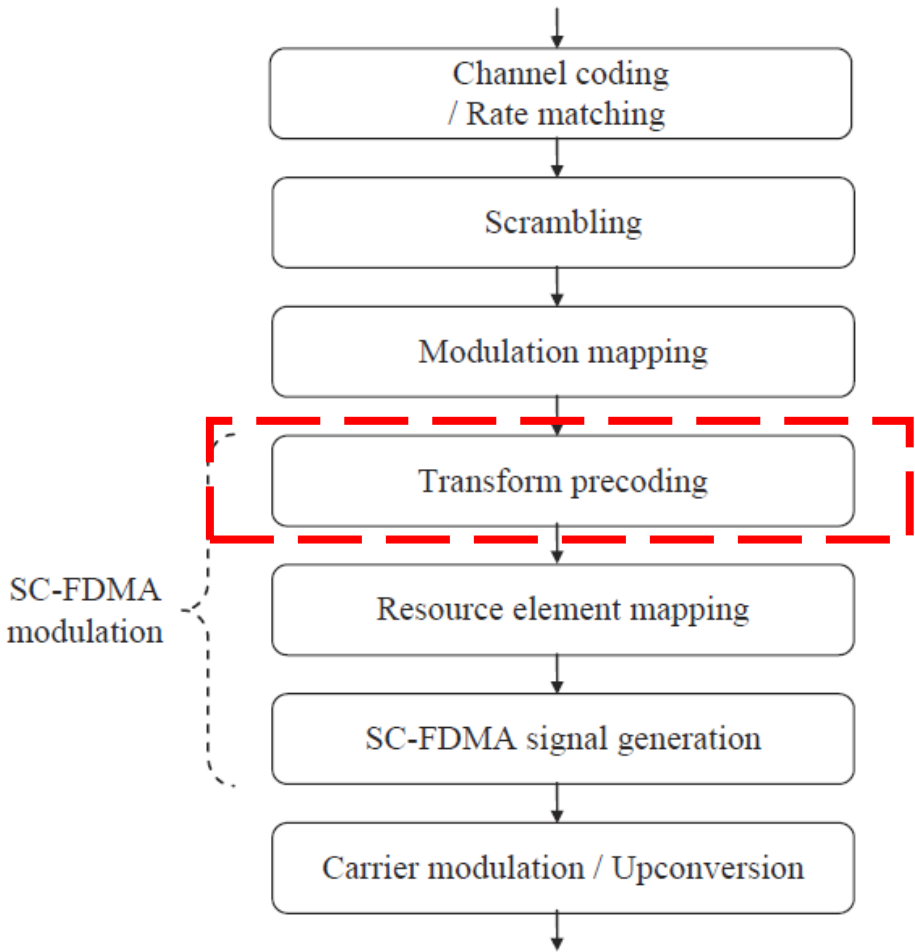 Channel coding
/ Rate matching
Scrambling
Modulation mapping
Transform precoding
SC-FDMA
modulation
Resource element mapping
SC-FDMA signal generation
Carrier modulation / Upconversion